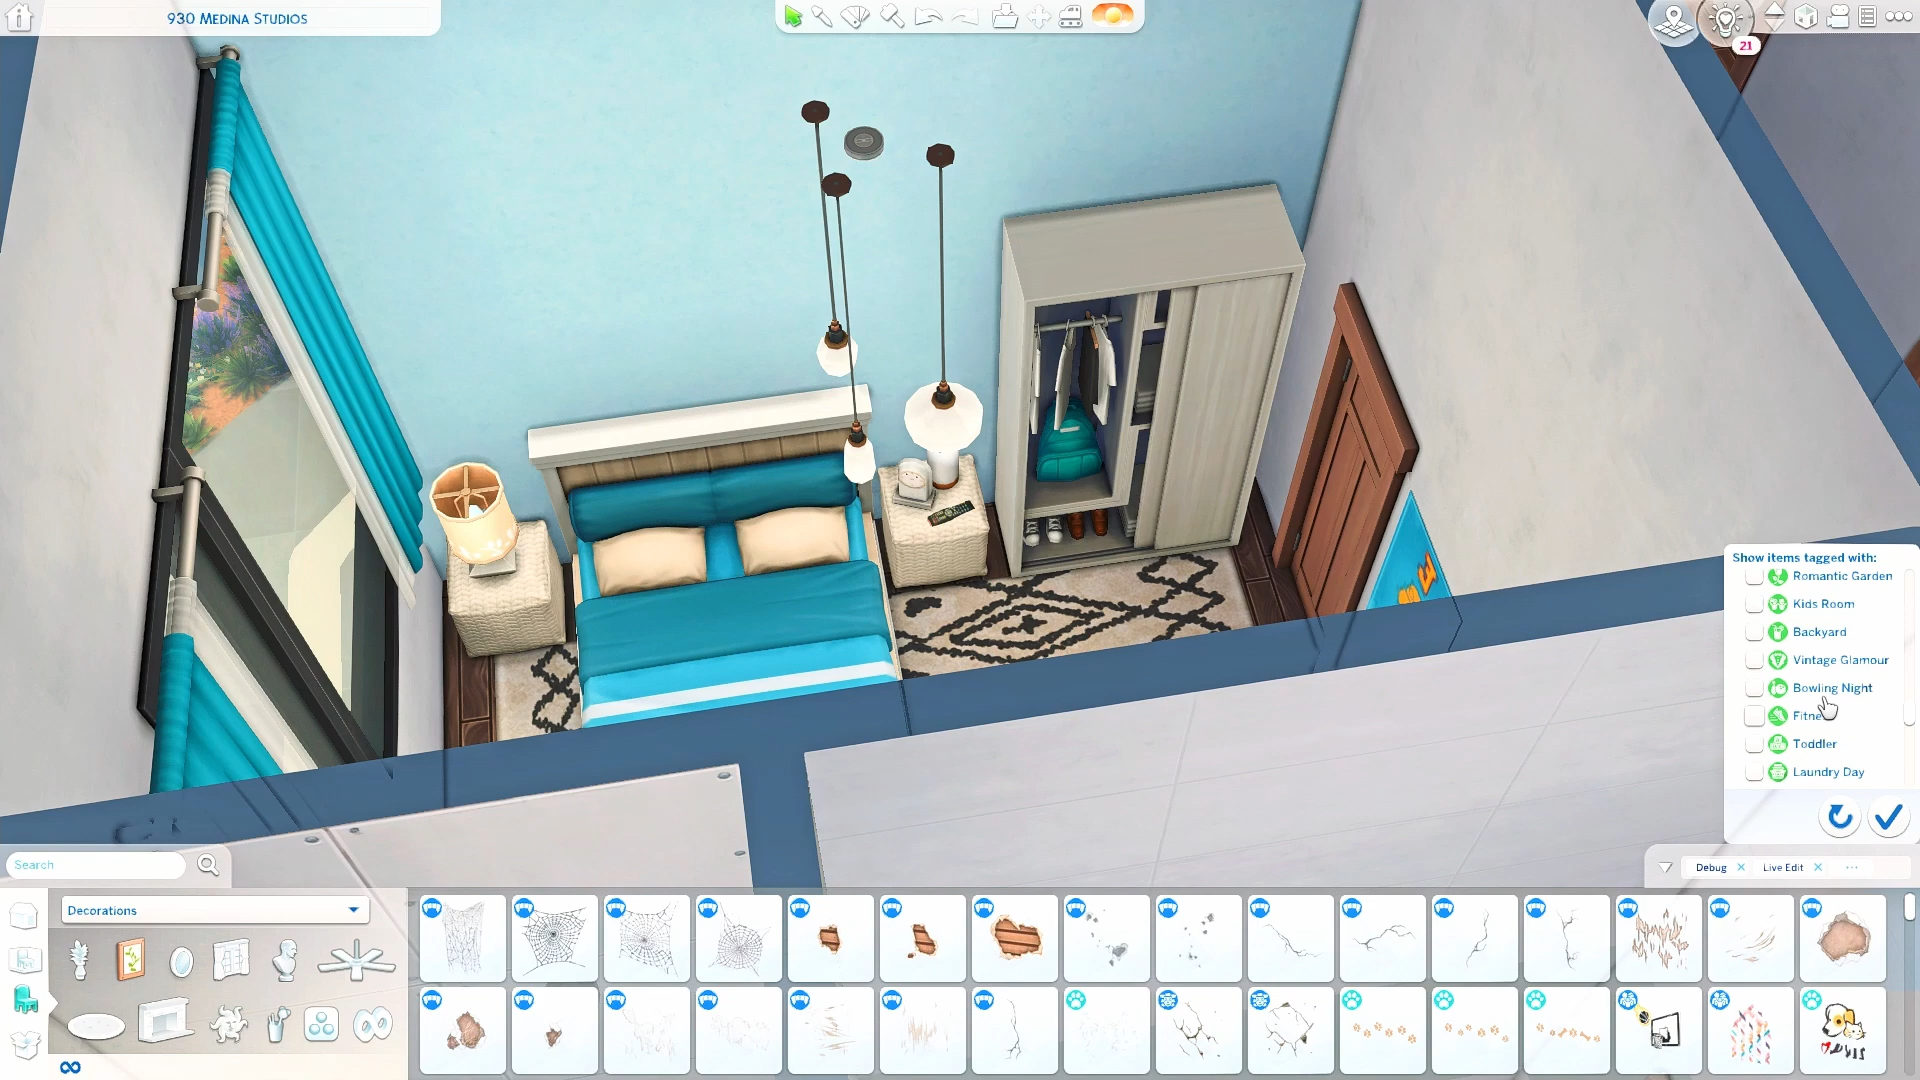 930 Medina Studios
21
Show items tagged with:
Romantic Garden
Kids Room
Backyard
Vintage Glamour
Bowling Night
Fitne
Toddler
Laundry Day
Search
Debug
Live Edit
Decorations